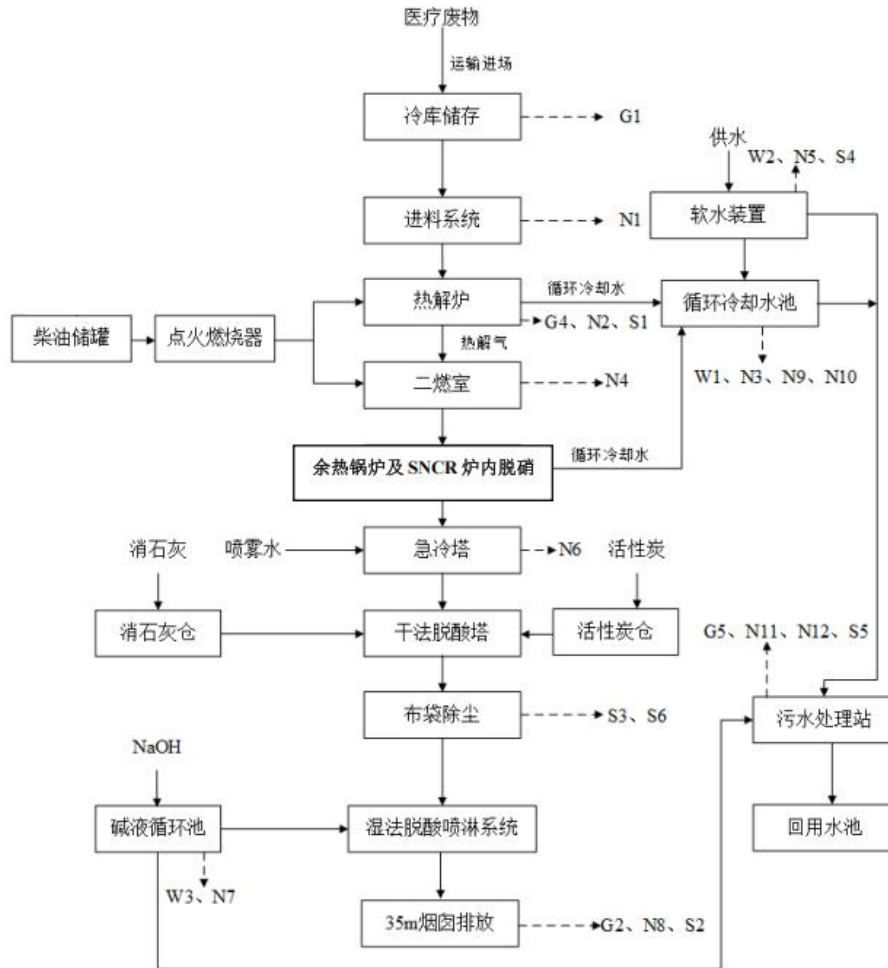 医疗废物
运输进场
冷库储存
G1
供水
W2、N5、S4
进料系统
N1
软水装置
热解炉
循环冷却水
循环冷却水池
G4、N2、S1
柴油储罐
点火燃烧器
热解气
二燃室
N4
W1、N3、N9、N10
余热锅炉及 SNCR 炉内脱硝
循环冷却水
消石灰
喷雾水
急冷塔
N6
活性炭
消石灰仓
干法脱酸塔
活性炭仓
G5、N11、N12、S5
布袋除尘
S3、S6
污水处理站
NaOH
碱液循环池
湿法脱酸喷淋系统
回用水池
W3、N7
35m烟囱排放
G2、N8、S2